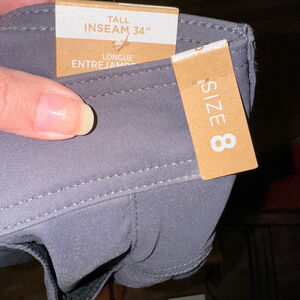 TALL
INSEAM 34"
LONGUE
SIZE 8